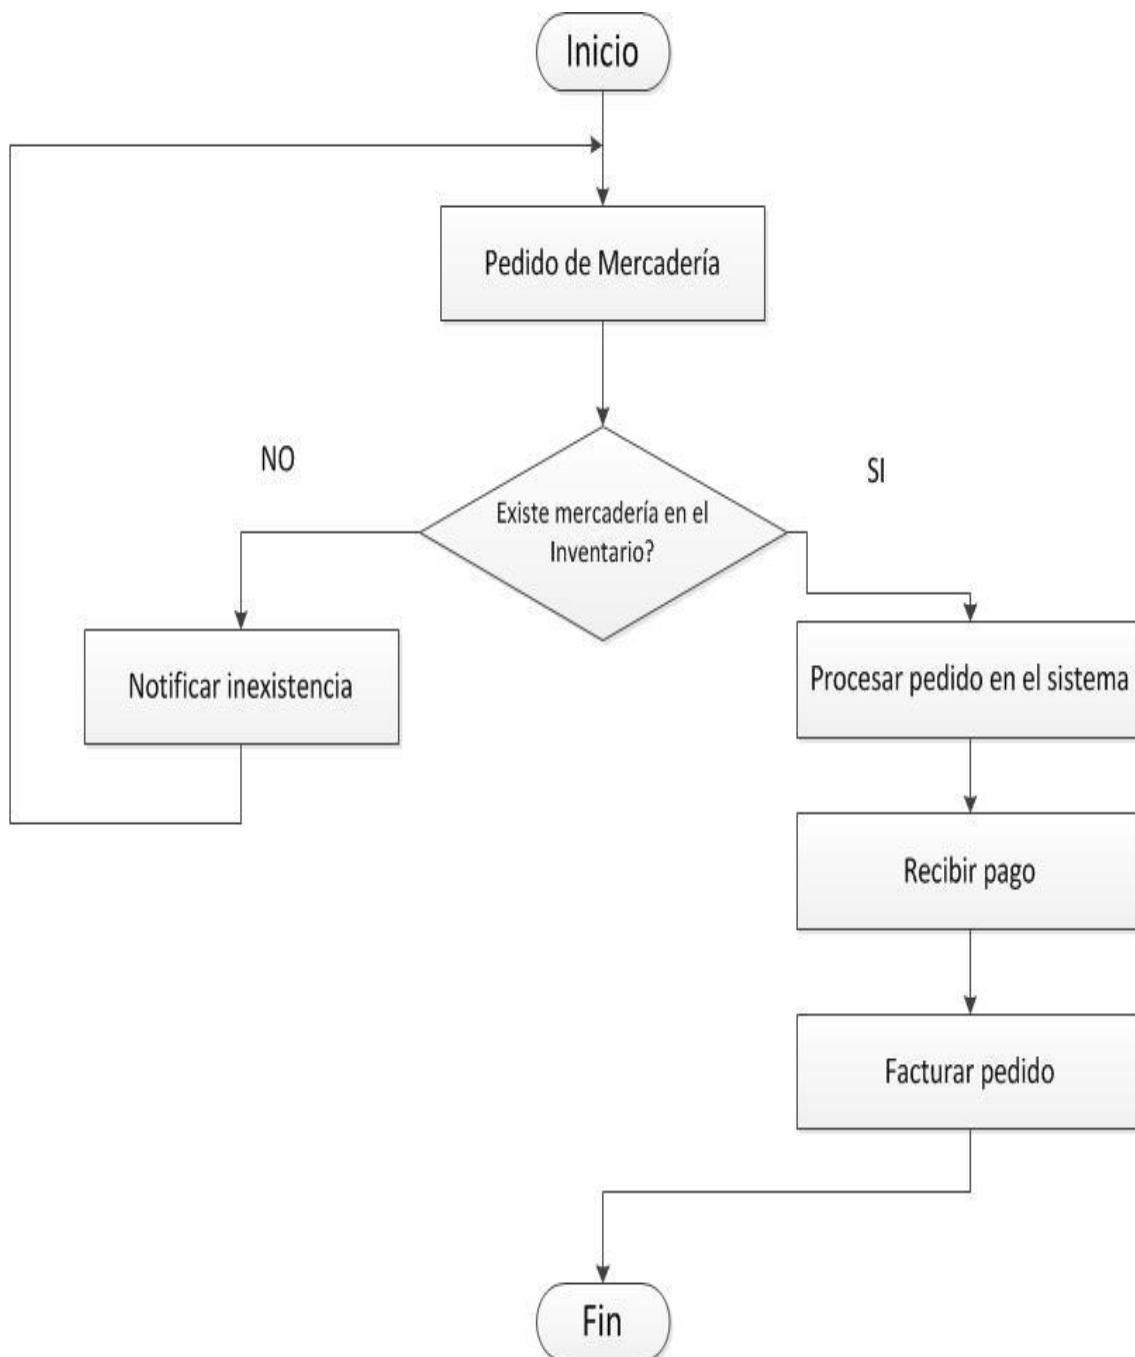 Inicio
Pedido de Mercadería
NO
SI
Existe mercadería en el
Inventario?
Notificar inexistencia
Procesar pedido en el sistema
Recibir pago
Facturar pedido
Fin